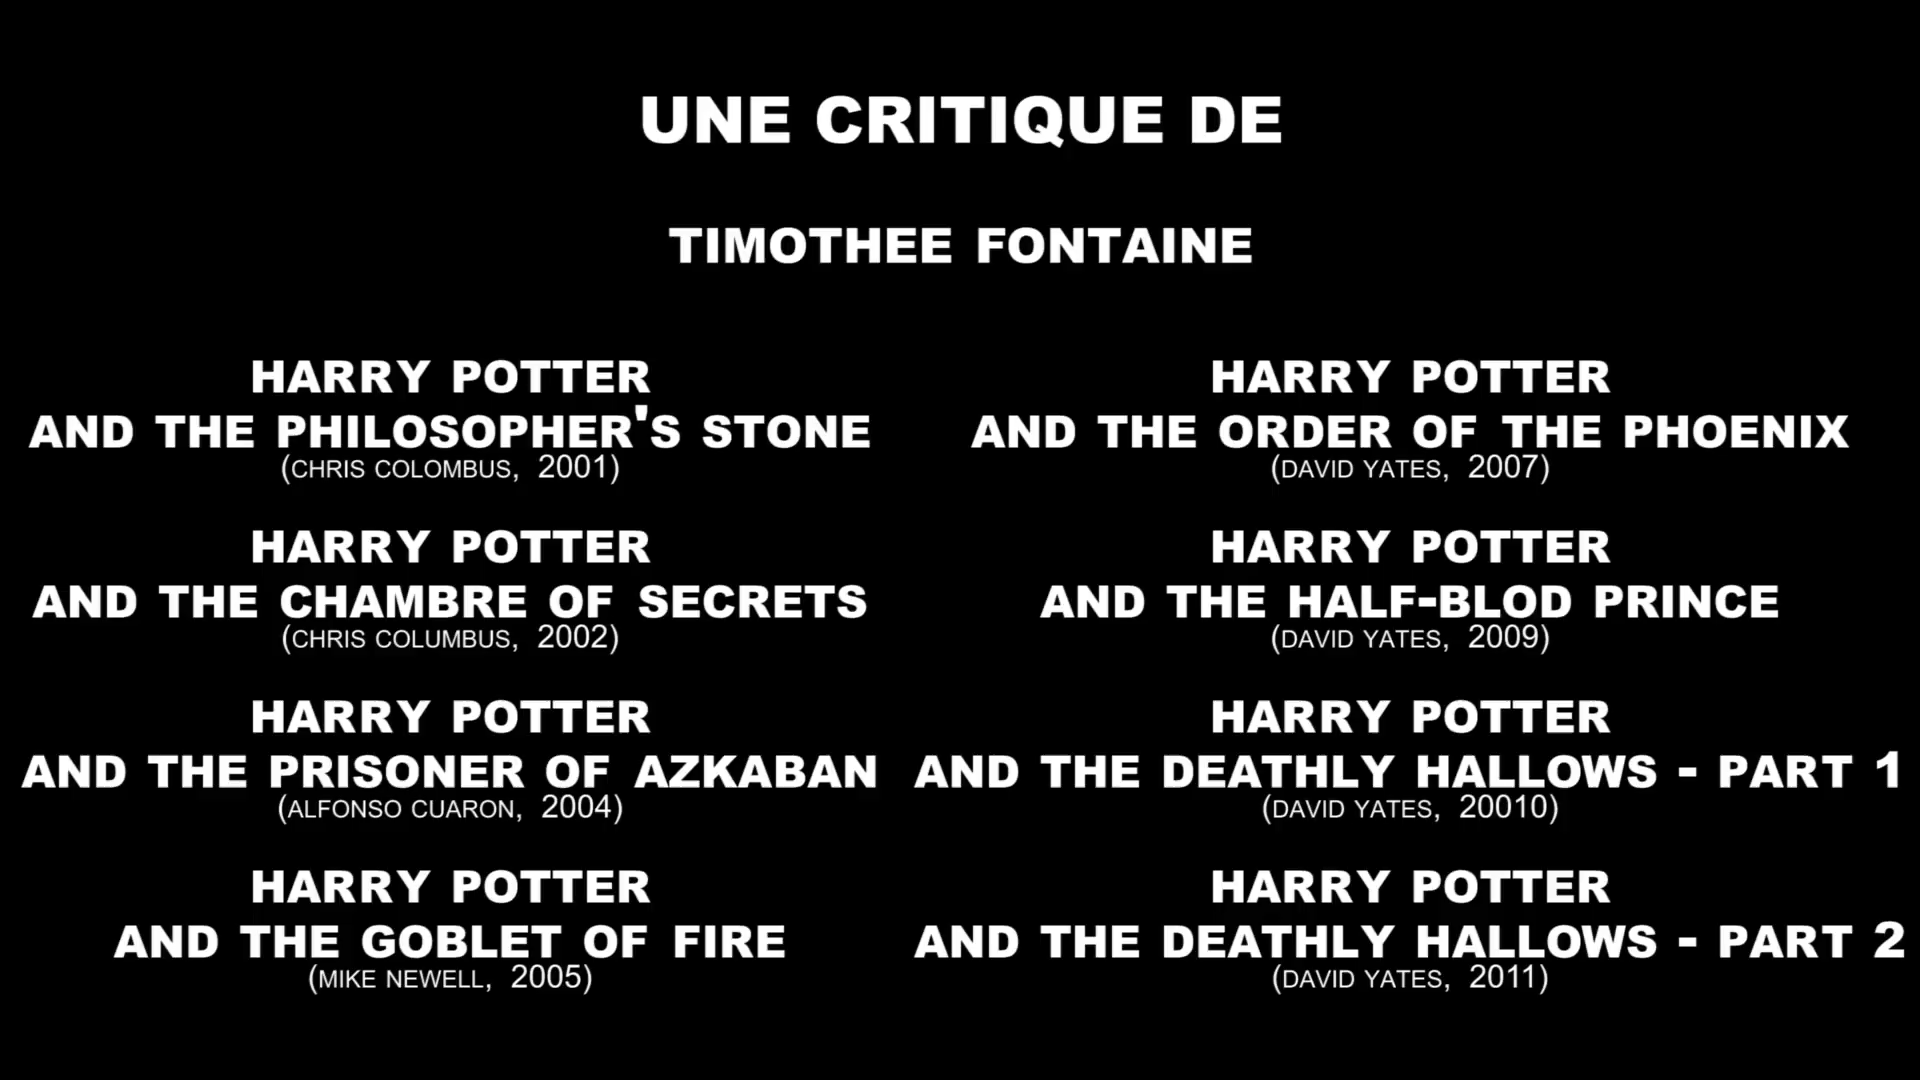 UNE CRITIQUE DE
TIMOTHEE FONTAINE
HARRY POTTER
AND THE PHILOSOPHER'S STONE
(CHRIS COLOMBUS, 2001)
HARRY POTTER
AND THE CHAMBRE OF SECRETS
(CHRIS COLUMBUS, 2002)
HARRY POTTER
AND THE PRISONER OF AZKABAN
(ALFONSO CUARON, 2004)
HARRY POTTER
AND THE GOBLET OF FIRE
(MIKE NEWELL, 2005)
HARRY POTTER
AND THE ORDER OF THE PHOENIX
(DAVID YATES, 2007)
HARRY POTTER
AND THE HALF-BLOD PRINCE
(DAVID YATES, 2009)
HARRY POTTER
AND THE DEATHLY HALLOWS - PART 1
(DAVID YATES, 20010)
HARRY POTTER
AND THE DEATHLY HALLOWS - PART 2
(DAVID YATES, 2011)